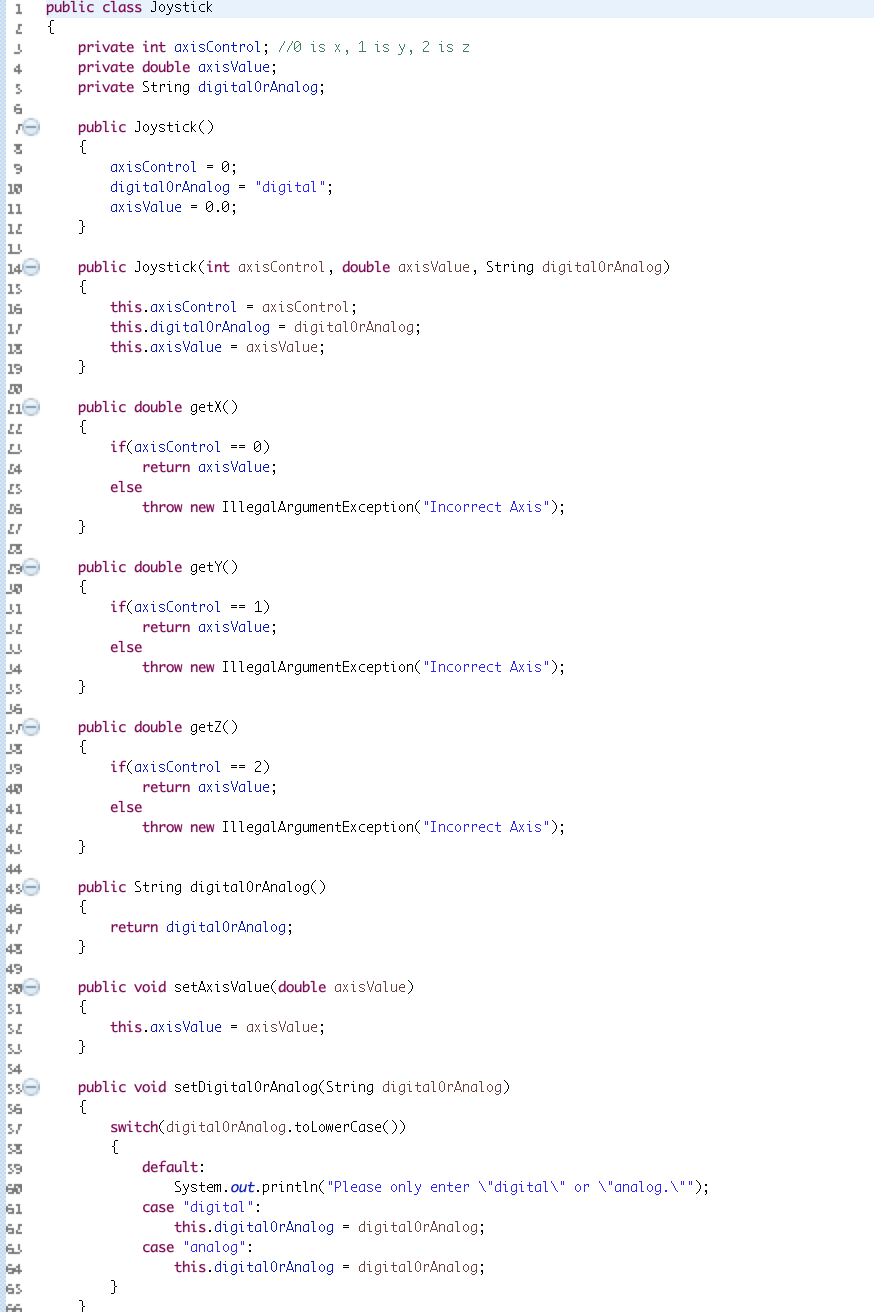 1 public class Joystick
2 {
3 private int axisControl; //0 is x, 1 is y, 2 is z
4 private double axisValue;
5 private String digitalOrAnalog;
6
7 public Joystick()
8 {
9 axisControl = 0;
10 digitalOrAnalog = "digital";
11 axisValue = 0.0;
12 }
13
14 public Joystick(int axisControl, double axisValue, String digitalOrAnalog)
15 {
16 this.axisControl = axisControl;
17 this.digitalOrAnalog = digitalOrAnalog;
18 this.axisValue = axisValue;
19 }
20
21 public double getX()
22 {
23 if(axisControl == 0)
24 return axisValue;
25 else
26 throw new IllegalArgumentException("Incorrect Axis");
27 }
28
29 public double getY()
30 {
31 if(axisControl == 1)
32 return axisValue;
33 else
34 throw new IllegalArgumentException("Incorrect Axis");
35 }
36
37 public double getZ()
38 {
39 if(axisControl == 2)
40 return axisValue;
41 else
42 throw new IllegalArgumentException("Incorrect Axis");
43 }
44
45 public String digitalOrAnalog()
46 {
47 return digitalOrAnalog;
48 }
49
50 public void setAxisValue(double axisValue)
51 {
52 this.axisValue = axisValue;
53 }
54
55 public void setDigitalOrAnalog(String digitalOrAnalog)
56 {
57 switch(digitalOrAnalog.toLowerCase())
58 {
59 default:
60 System.out.println("Please only enter \"digital\" or \"analog.\"");
61 case "digital":
62 this.digitalOrAnalog = digitalOrAnalog;
63 case "analog":
64 this.digitalOrAnalog = digitalOrAnalog;
65 }
66 }